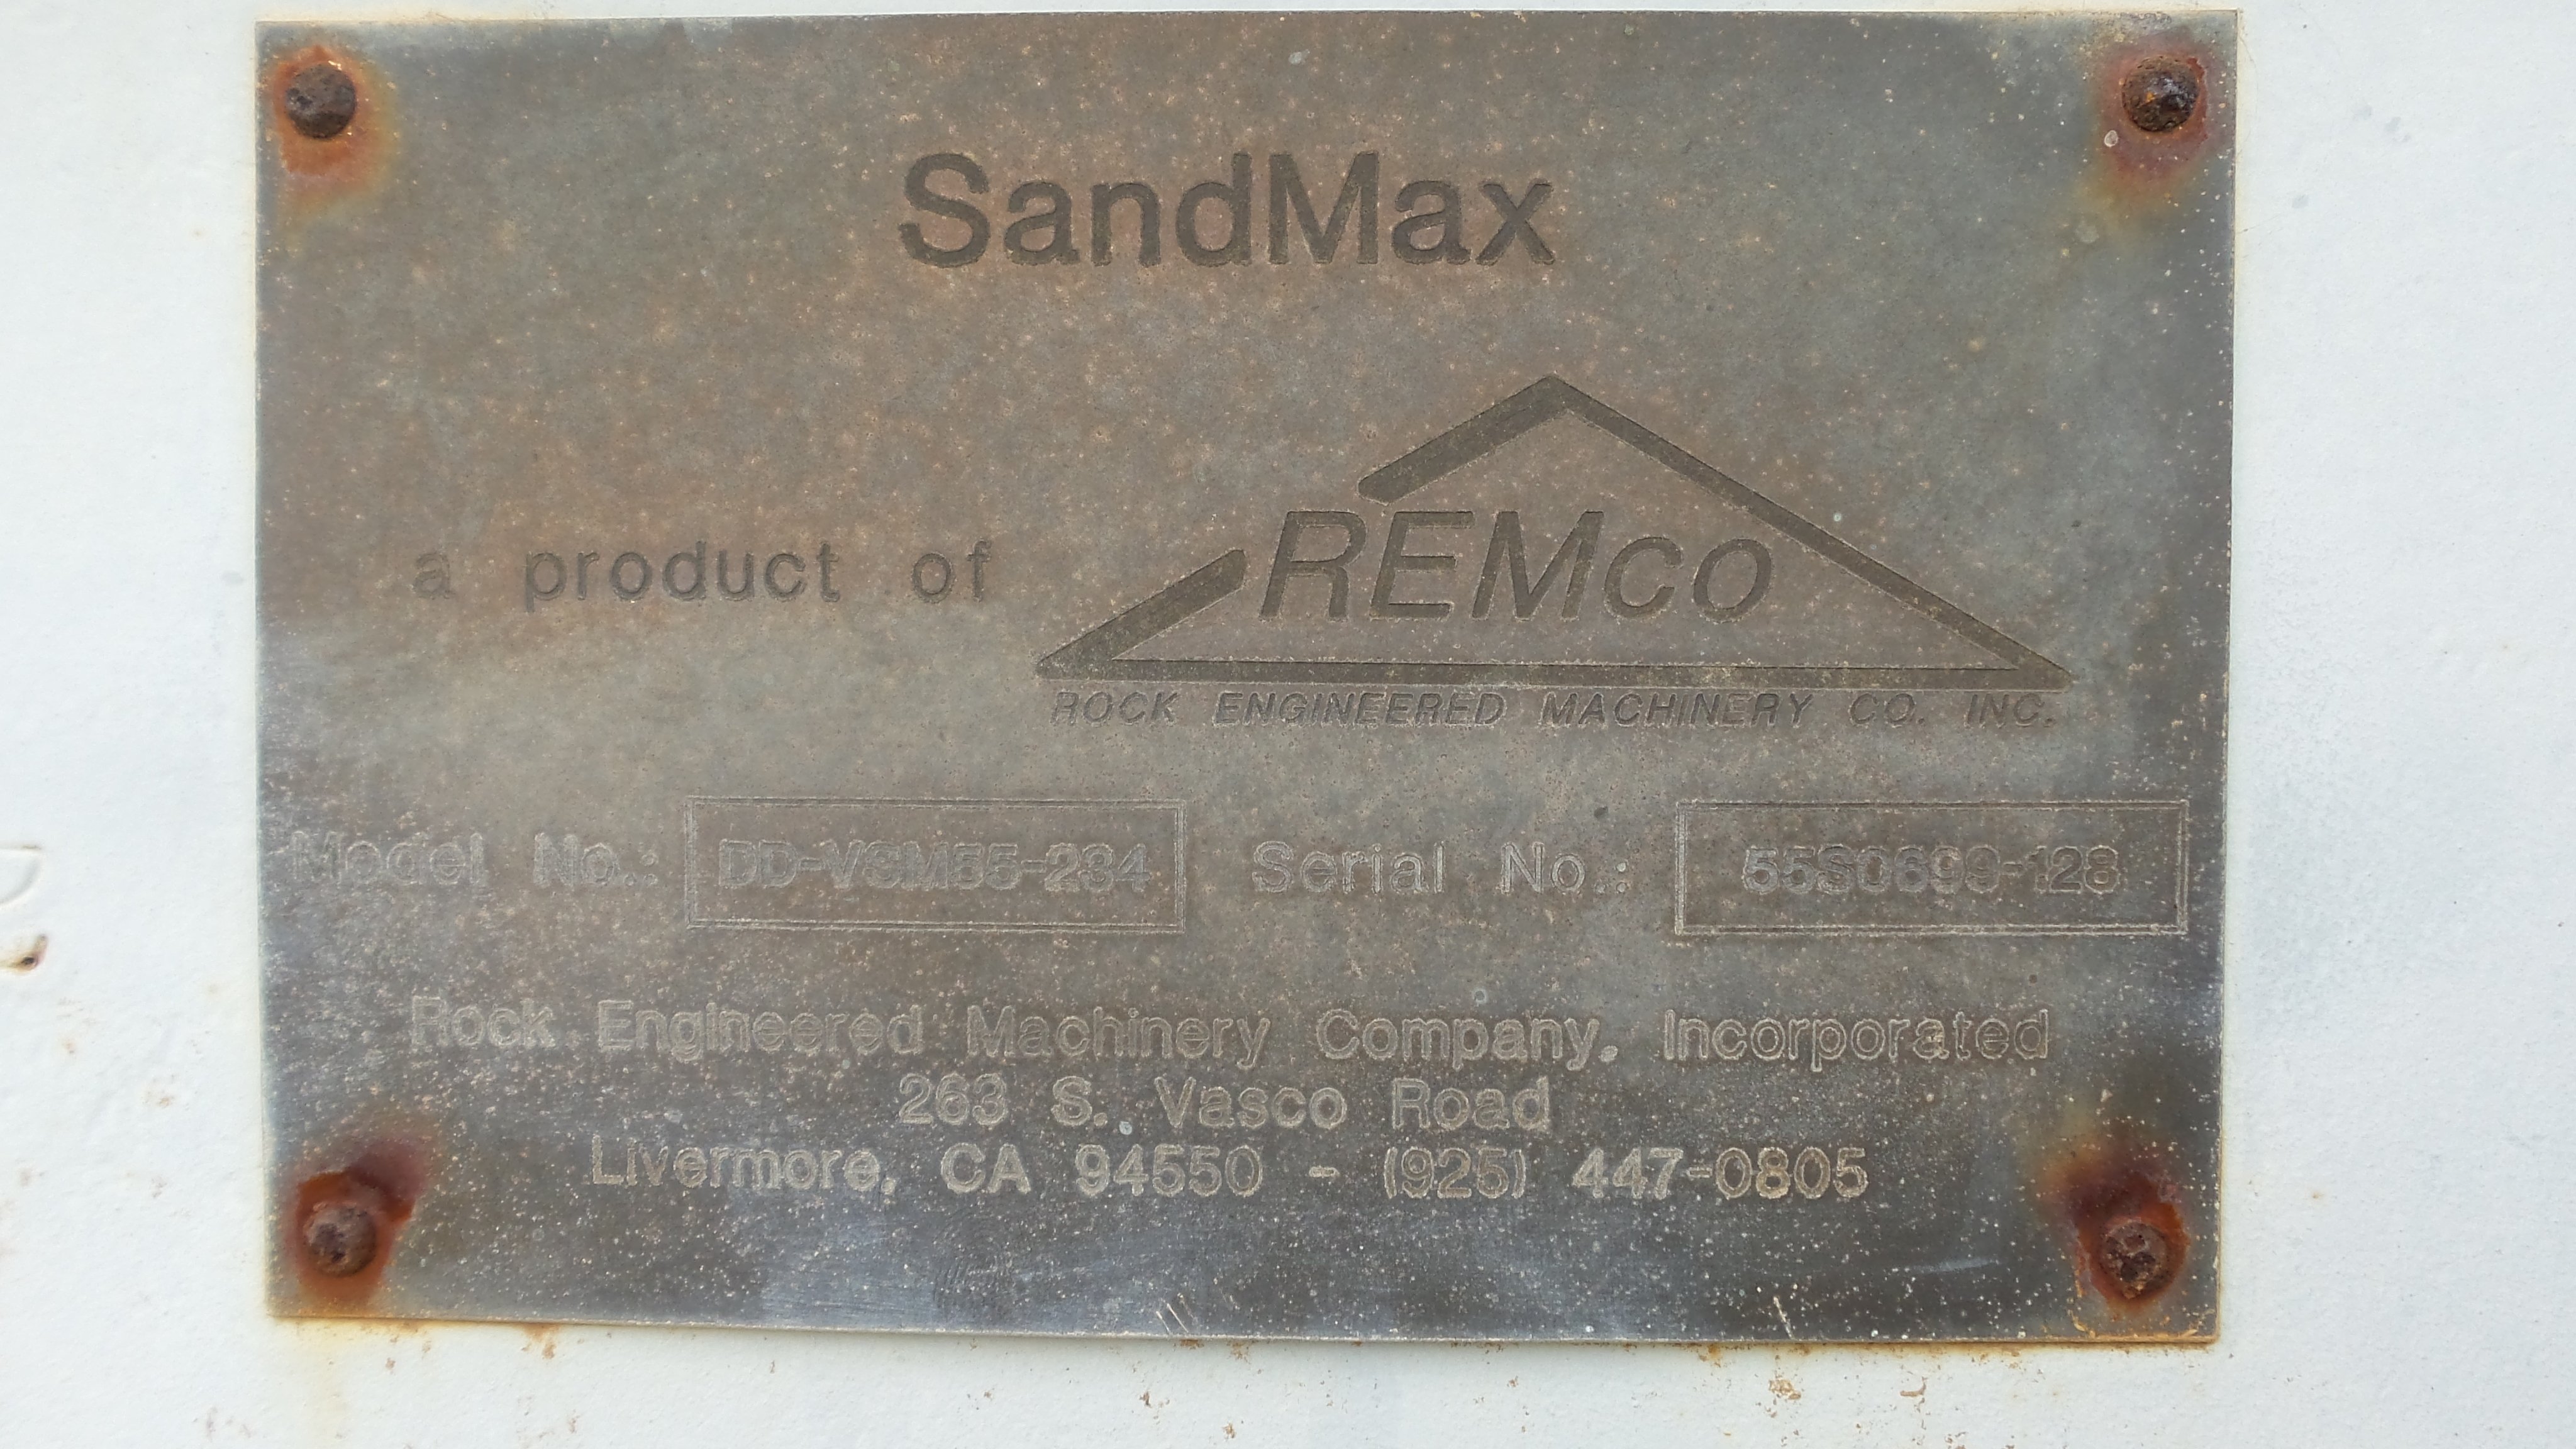 SandMax
a product of REMco
ROCK ENGINEERED MACHINERY CO. INC.
Model No.: DD-VSM55-234 Serial No.: 55S0699-128
Rock Engineered Machinery Company, Incorporated
263 S. Vasco Road
Livermore, CA 94550 - (925) 447-0805